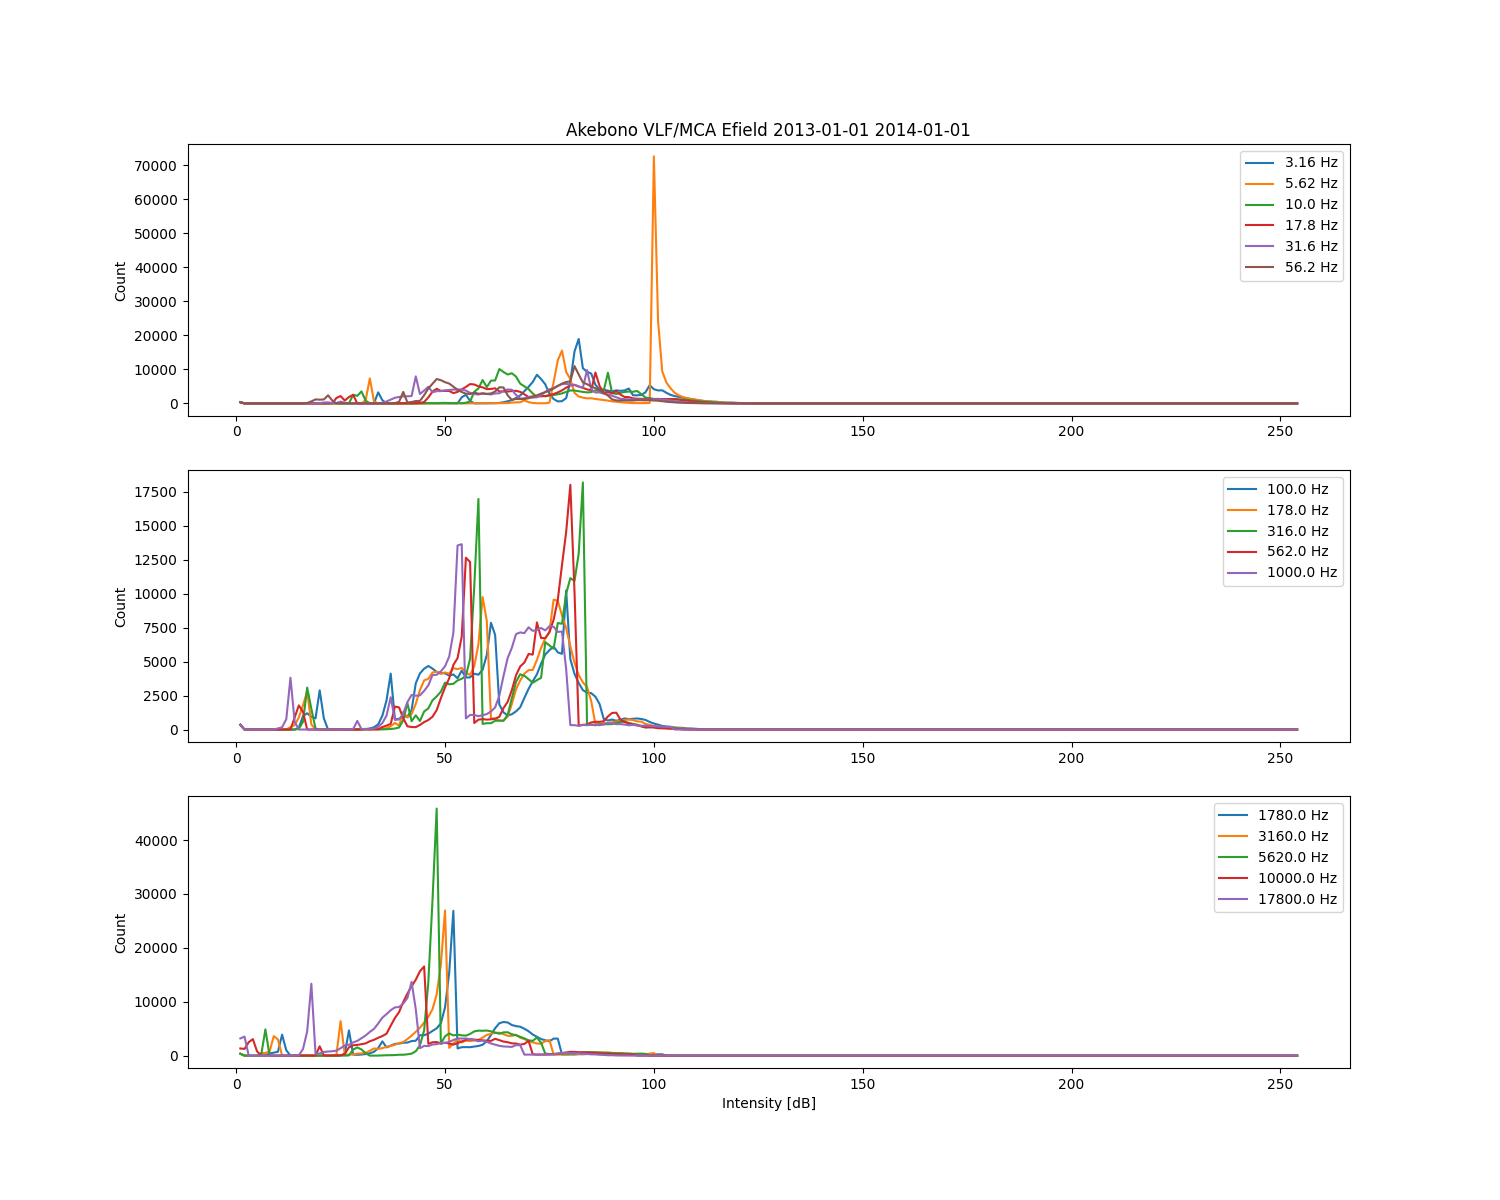 Akebono VLF/MCA Efield 2013-01-01 2014-01-01
Count
70000
60000
50000
40000
30000
20000
10000
0
0 50 100 150 200 250
3.16 Hz
5.62 Hz
10.0 Hz
17.8 Hz
31.6 Hz
56.2 Hz
Count
17500
15000
12500
10000
7500
5000
2500
0
0 50 100 150 200 250
100.0 Hz
178.0 Hz
316.0 Hz
562.0 Hz
1000.0 Hz
Count
40000
30000
20000
10000
0
0 50 100 150 200 250
1780.0 Hz
3160.0 Hz
5620.0 Hz
10000.0 Hz
17800.0 Hz
Intensity [dB]